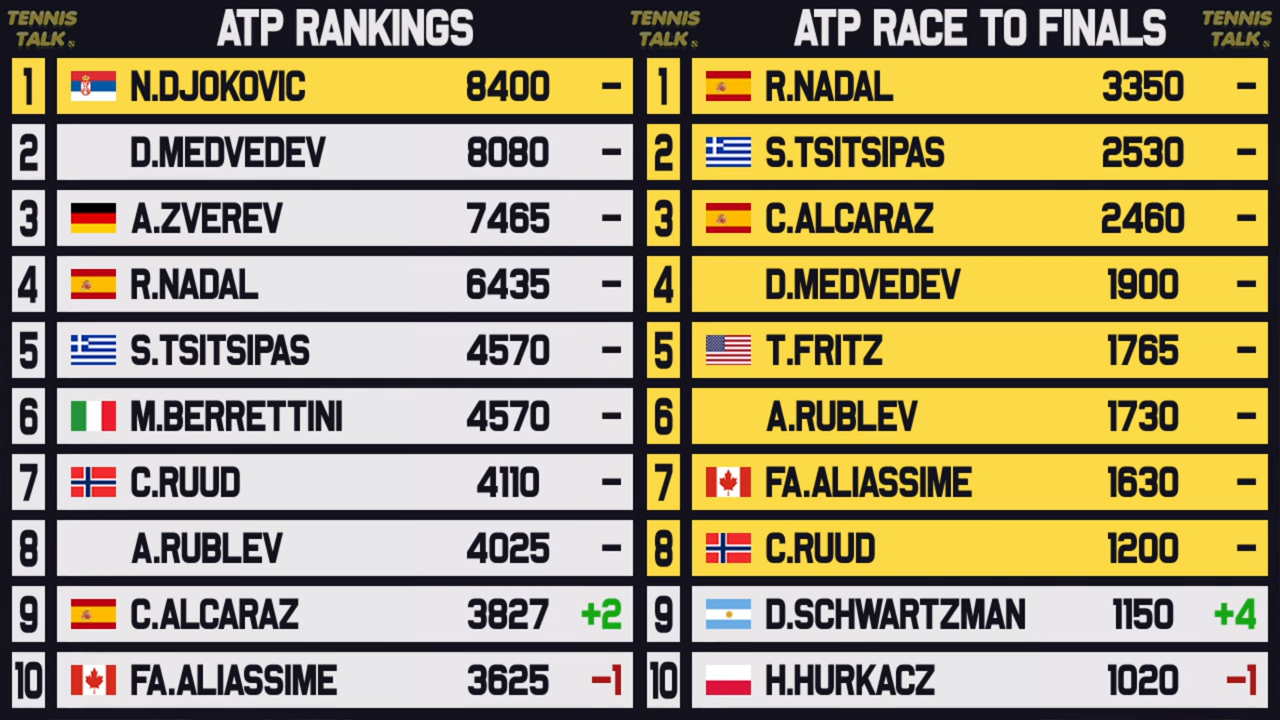 TENNIS TALK
ATP RANKINGS
1 N.DJOKOVIC 8400 –
2 D.MEDVEDEV 8080 –
3 A.ZVEREV 7465 –
4 R.NADAL 6435 –
5 S.TSITSIPAS 4570 –
6 M.BERRETTINI 4570 –
7 C.RUUD 4110 –
8 A.RUBLEV 4025 –
9 C.ALCARAZ 3827 +2
10 FA.ALIASSIME 3625 –1
TENNIS TALK
ATP RACE TO FINALS
TENNIS TALK
1 R.NADAL 3350 –
2 S.TSITSIPAS 2530 –
3 C.ALCARAZ 2460 –
4 D.MEDVEDEV 1900 –
5 T.FRITZ 1765 –
6 A.RUBLEV 1730 –
7 FA.ALIASSIME 1630 –
8 C.RUUD 1200 –
9 D.SCHWARTZMAN 1150 +4
10 H.HURKACZ 1020 –1